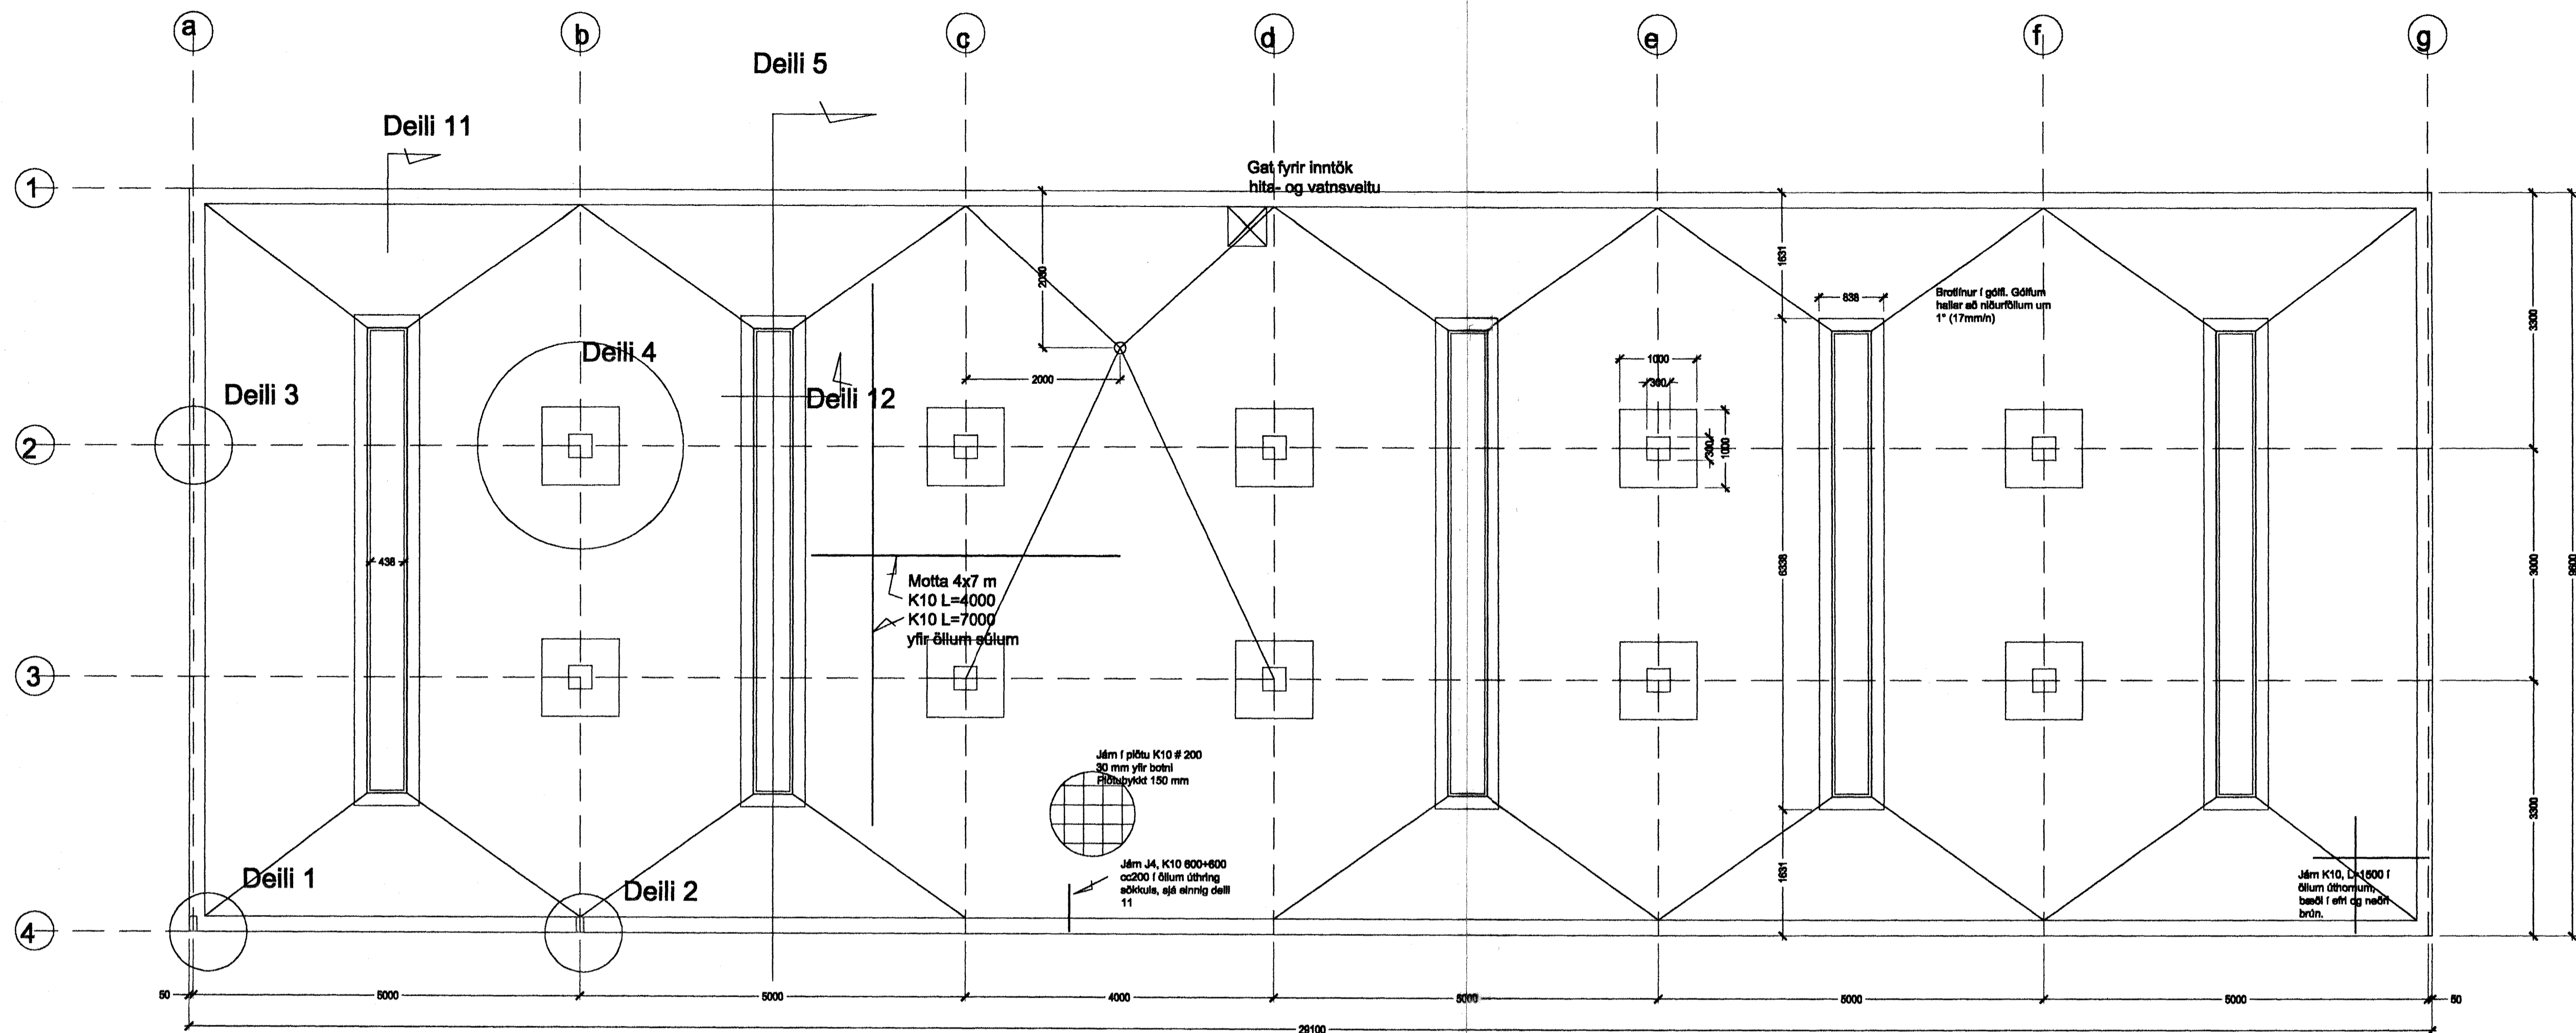 a
b
c
d
e
f
g
Deili 5
Deili 11
Gat fyrir inntök
hita- og vatnsveitu
1
2080
1631
838
Brotlínur í gólfi. Gólfum
hallar að niðurföllum um
1° (17mm/n)
3300
Deili 4
1000
300
2000
Deili 3
Deili 12
2
300
1000
438
Motta 4x7 m
K10 L=4000
K10 L=7000
yfir öllum súlum
6338
3000
9600
3
Járn í plötu K10 # 200
30 mm yfir botni
Plötuþykkt 150 mm
3300
Deili 1
Deili 2
Járn J4, K10 600+600
cc200 í öllum úthring
sökkuls, sjá einnig deili
11
1631
Járn K10, L=1500 í
öllum úthornum,
bæði í efri og neðri
brún.
4
50
5000
5000
4000
5000
5000
5000
50
29100